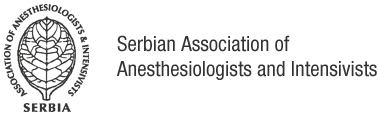 ASSOCIATION OF ANESTHESIOLOGISTS & INTENSIVISTS
SERBIA
Serbian Association of
Anesthesiologists and Intensivists